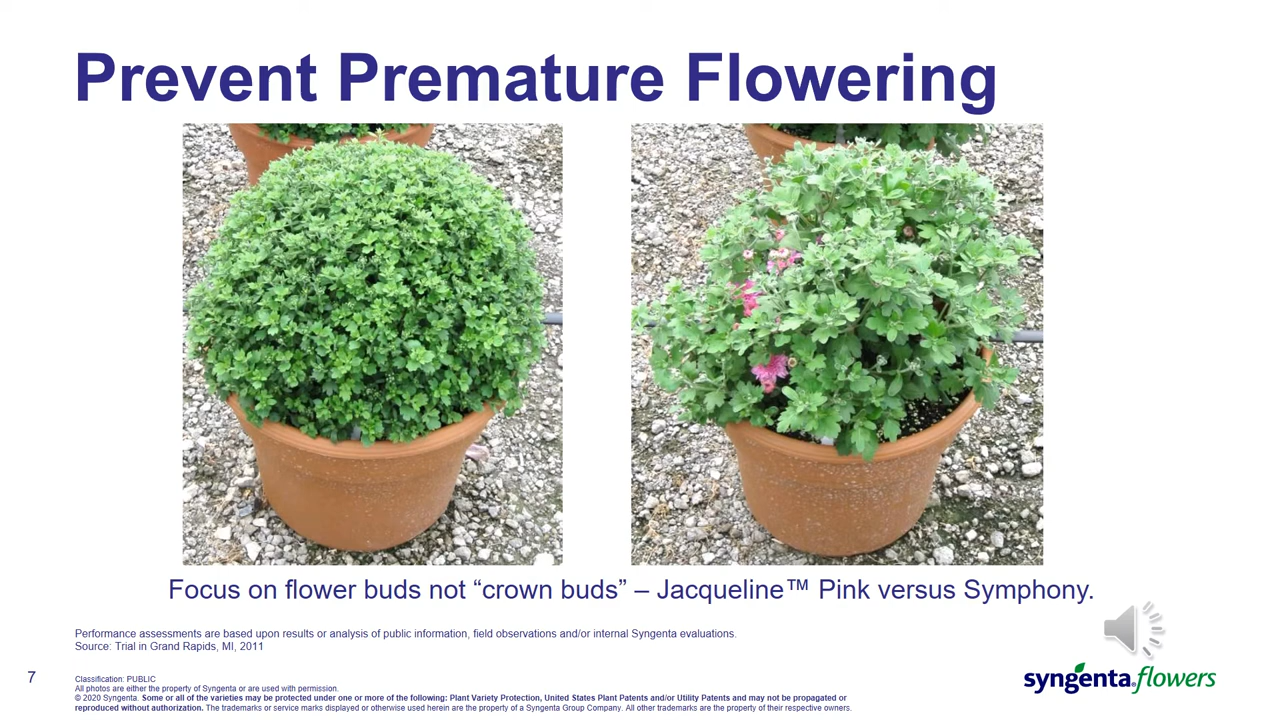 Prevent Premature Flowering
Focus on flower buds not “crown buds” – Jacqueline™ Pink versus Symphony.
Performance assessments are based upon results or analysis of public information, field observations and/or internal Syngenta evaluations.
Source: Trial in Grand Rapids, MI, 2011
7
Classification: PUBLIC
All photos are either the property of Syngenta or are used with permission.
© 2020 Syngenta. Some or all of the varieties may be protected under one or more of the following: Plant Variety Protection, United States Plant Patents and/or Utility Patents and may not be propagated or
reproduced without authorization. The trademarks or service marks displayed or otherwise used herein are the property of a Syngenta Group Company. All other trademarks are the property of their respective owners.
syngenta®flowers